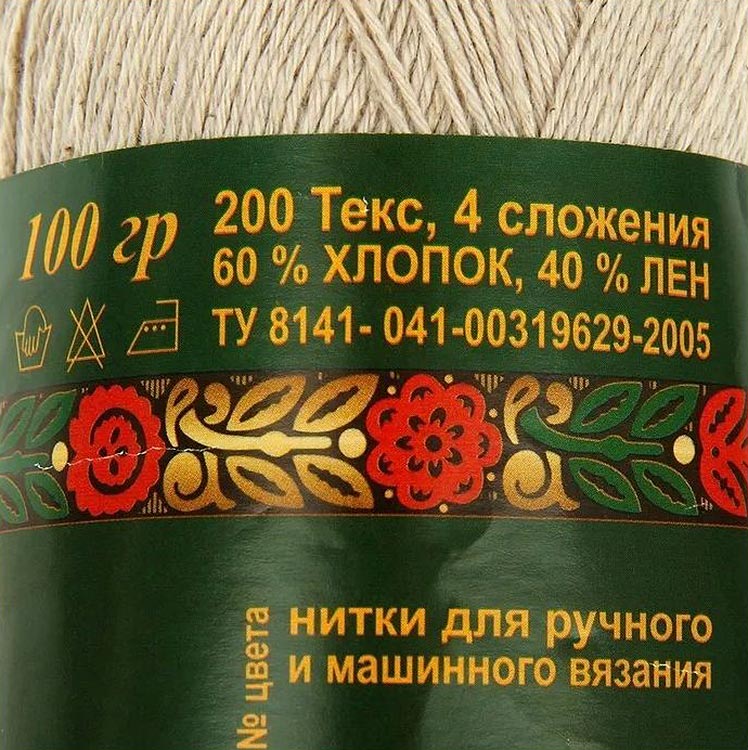 100 гр
200 Текс, 4 сложения
60 % ХЛОПОК, 40 % ЛЕН
ТУ 8141- 041-00319629-2005
№ цвета
нитки для ручного
и машинного вязания